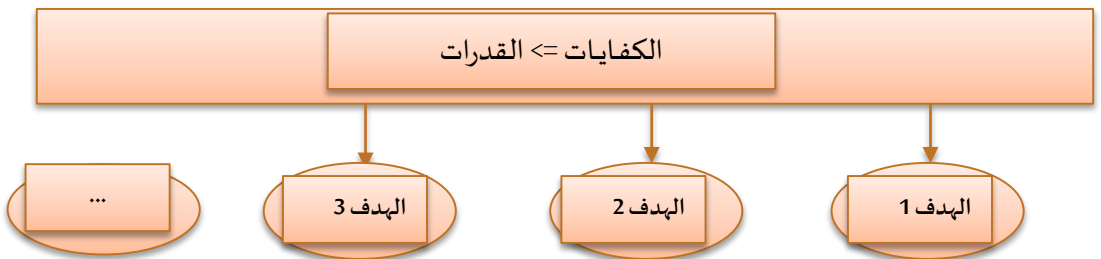 الكفايات => القدرات
الهدف 1
الهدف 2
الهدف 3
...